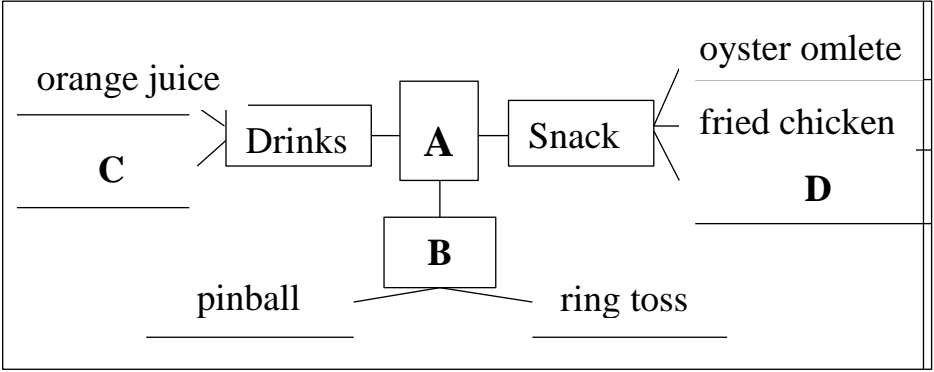 oyster omlete
orange juice
fried chicken
Drinks
A
Snack
C
D
B
pinball
ring toss